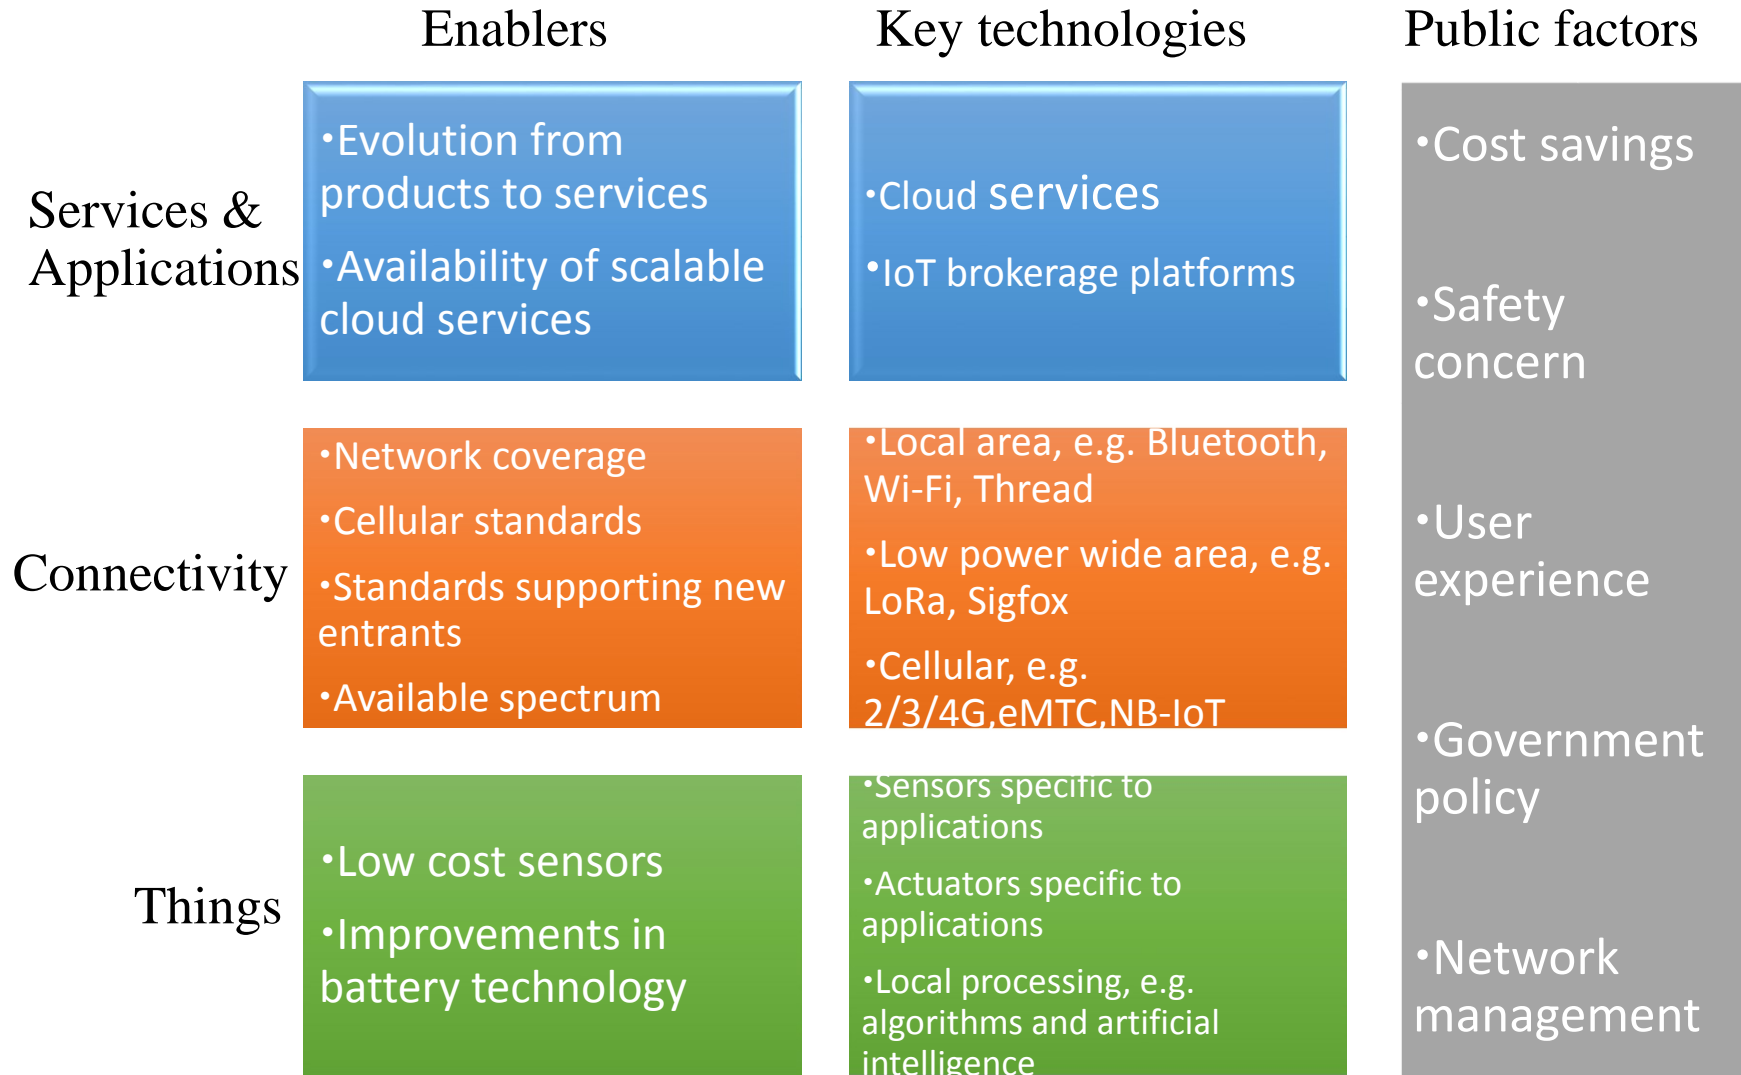 Enablers
Key technologies
Public factors
Services &
Applications
•Evolution from
products to services
•Availability of scalable
cloud services
•Cloud services
•IoT brokerage platforms
Connectivity
•Network coverage
•Cellular standards
•Standards supporting new
entrants
•Available spectrum
•Local area, e.g. Bluetooth,
Wi-Fi, Thread
•Low power wide area, e.g.
LoRa, Sigfox
•Cellular, e.g.
2/3/4G,eMTC,NB-IoT
Things
•Low cost sensors
•Improvements in
battery technology
•Sensors specific to
applications
•Actuators specific to
applications
•Local processing, e.g.
algorithms and artificial
intelligence
•Cost savings
•Safety
concern
•User
experience
•Government
policy
•Network
management